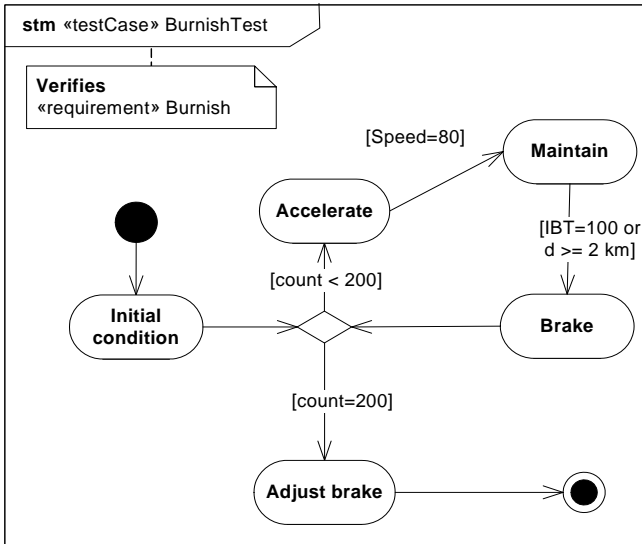 stm «testCase» BurnishTest
Verifies
«requirement» Burnish
[Speed=80]
Maintain
Accelerate
[IBT=100 or
d >= 2 km]
[count < 200]
Initial
condition
Brake
[count=200]
Adjust brake